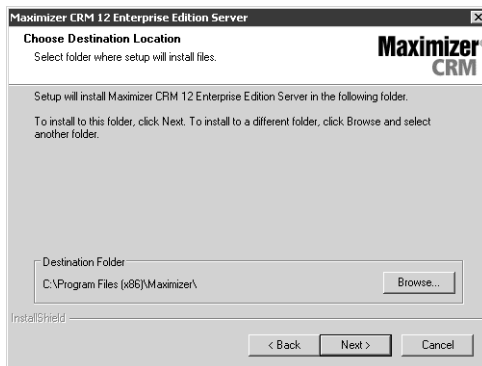 Maximizer CRM 12 Enterprise Edition Server
Choose Destination Location
Select folder where setup will install files.
Maximizer
CRM
Setup will install Maximizer CRM 12 Enterprise Edition Server in the following folder.
To install to this folder, click Next. To install to a different folder, click Browse and select
another folder.
Destination Folder
C:\Program Files (x86)\Maximizer\
Browse...
InstallShield
< Back
Next >
Cancel